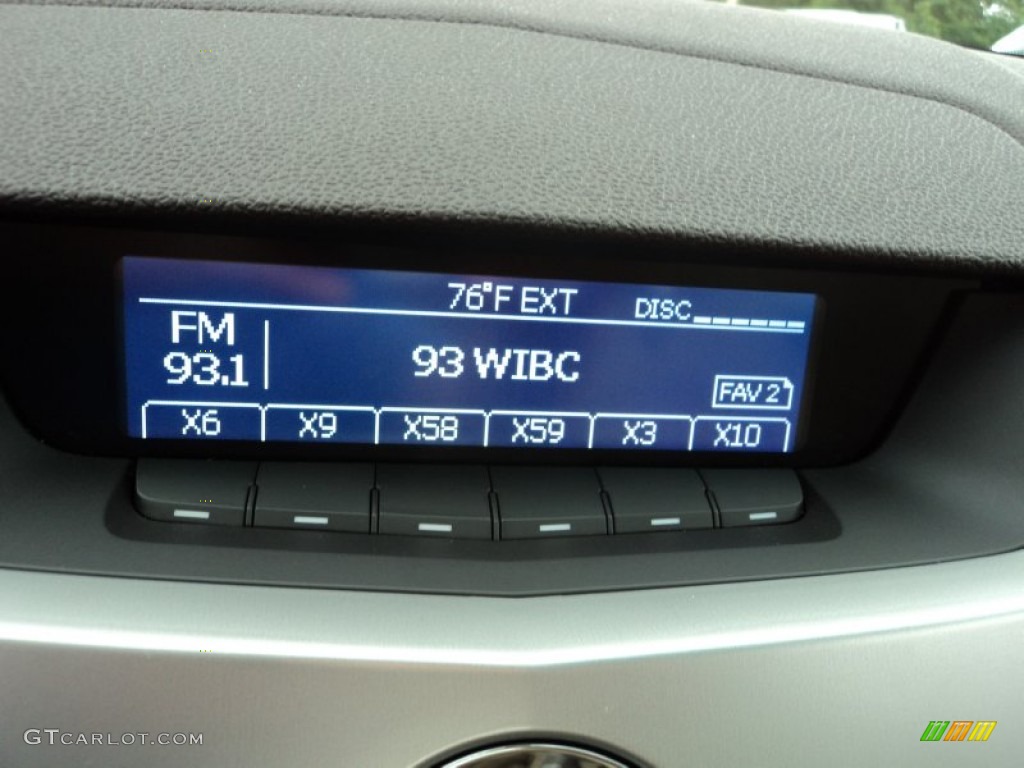 76°F EXT DISC
FM
93.1
93 WIBC
FAV 2
X6 X9 X58 X59 X3 X10
GTCARLOT.COM